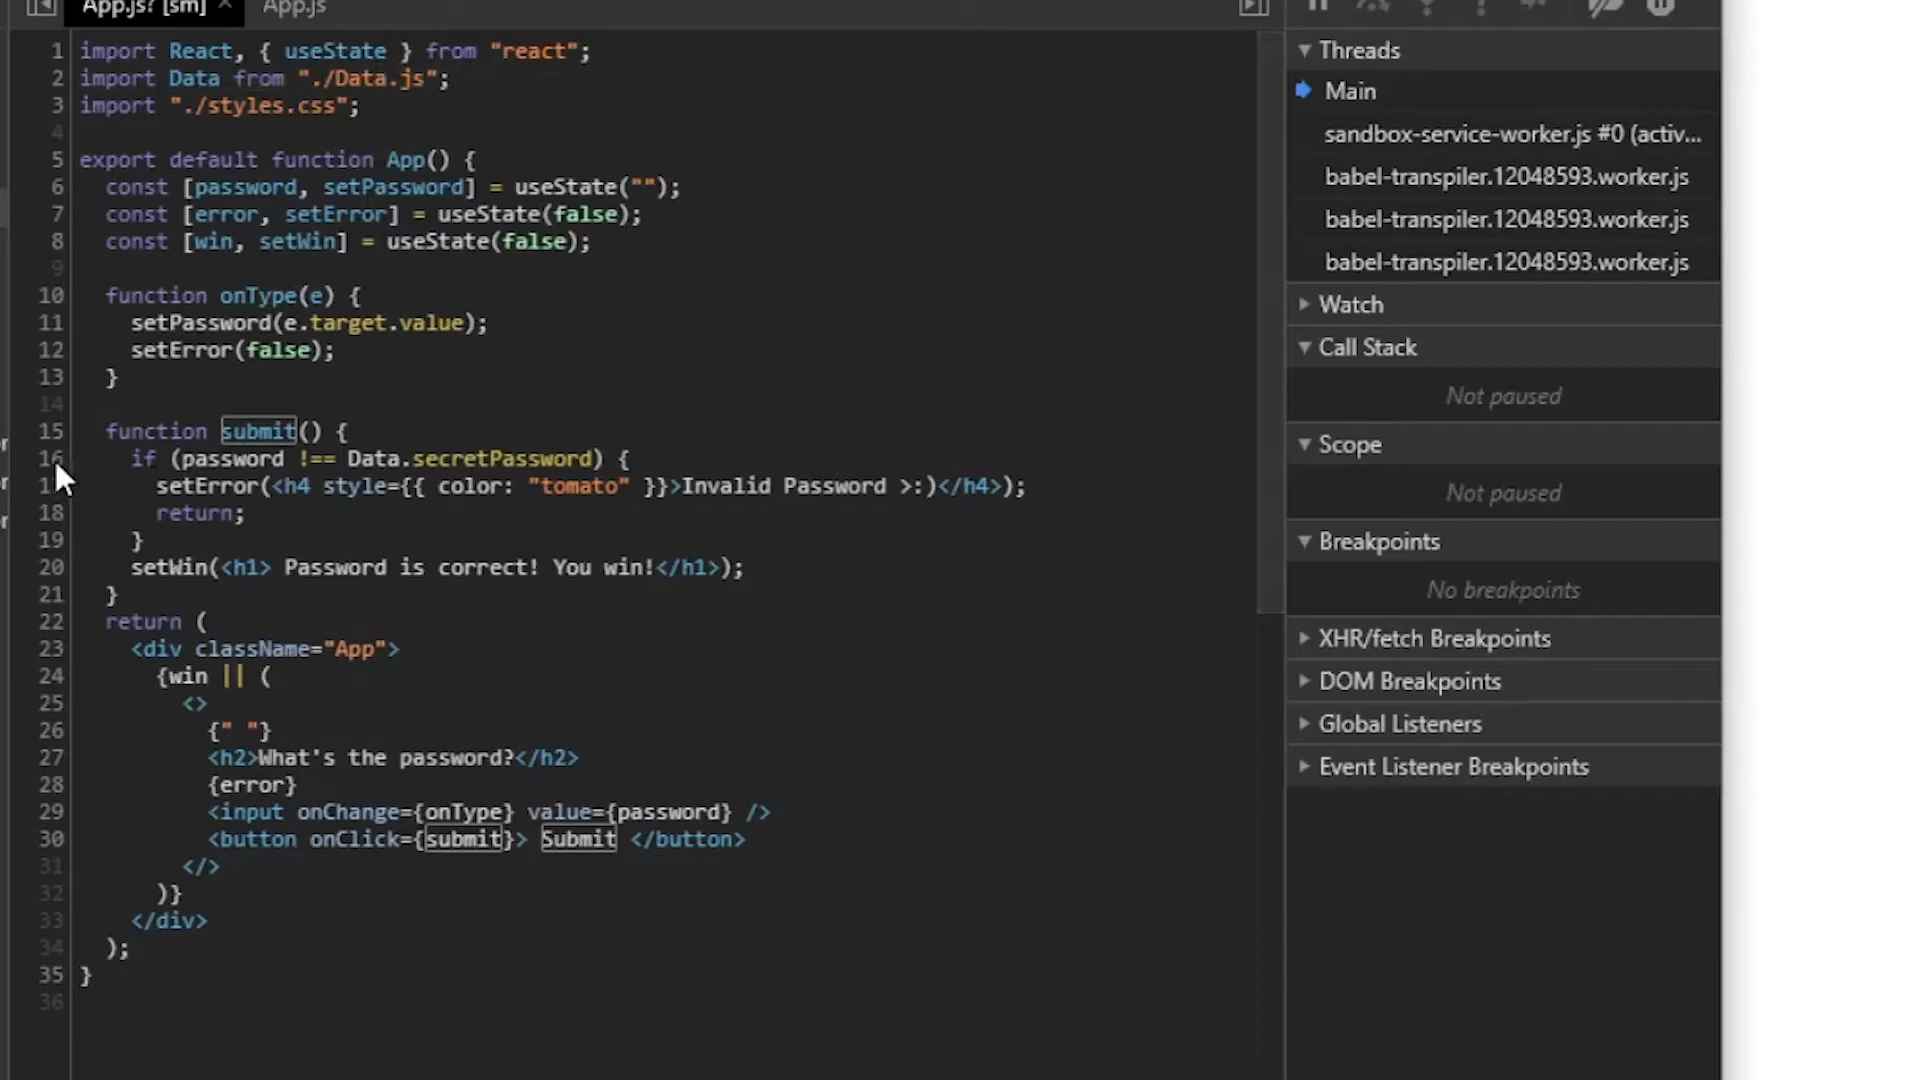 App.js? [sm] App.js
1 import React, { useState } from "react";
2 import Data from "./Data.js";
3 import "./styles.css";
4
5 export default function App() {
6 const [password, setPassword] = useState("");
7 const [error, setError] = useState(false);
8 const [win, setWin] = useState(false);
9
10 function onType(e) {
11 setPassword(e.target.value);
12 setError(false);
13 }
14
15 function submit() {
16 if (password !== Data.secretPassword) {
setError(<h4 style={{ color: "tomato" }}>Invalid Password >:)</h4>);
18 return;
19 }
20 setWin(<h1> Password is correct! You win!</h1>);
21 }
22 return (
23 <div className="App">
24 {win || (
25 <>
26 {" "}
27 <h2>What's the password?</h2>
28 {error}
29 <input onChange={onType} value={password} />
30 <button onClick={submit}> Submit </button>
31 </>
32 )}
33 </div>
34 );
35 }
36
Threads
Main
sandbox-service-worker.js #0 (activ...
babel-transpiler.12048593.worker.js
babel-transpiler.12048593.worker.js
babel-transpiler.12048593.worker.js
Watch
Call Stack
Not paused
Scope
Not paused
Breakpoints
No breakpoints
XHR/fetch Breakpoints
DOM Breakpoints
Global Listeners
Event Listener Breakpoints